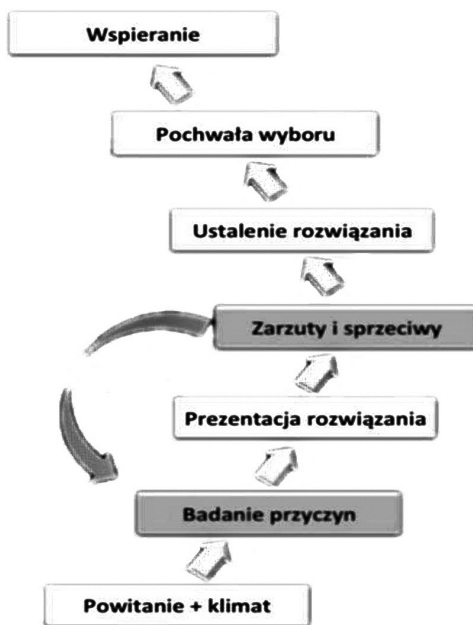 Wspieranie
Pochwała wyboru
Ustalenie rozwiązania
Zarzuty i sprzeciwy
Prezentacja rozwiązania
Badanie przyczyn
Powitanie + klimat